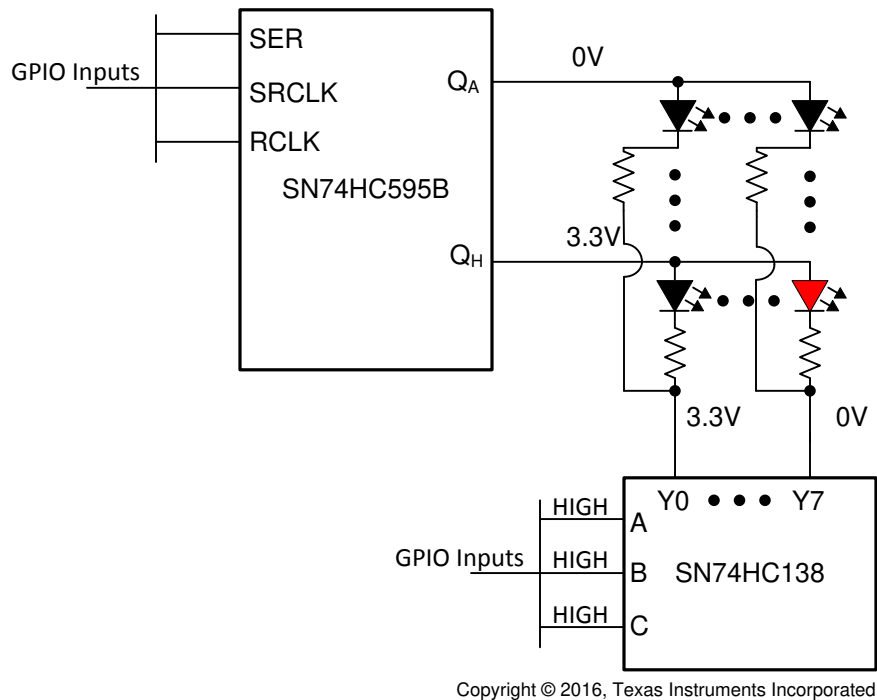 SER
GPIO Inputs
SRCLK
RCLK
SN74HC595B
QA
0V
3.3V
QH
3.3V
0V
Y0
Y7
HIGH
A
GPIO Inputs
HIGH
B
SN74HC138
HIGH
C
Copyright © 2016, Texas Instruments Incorporated